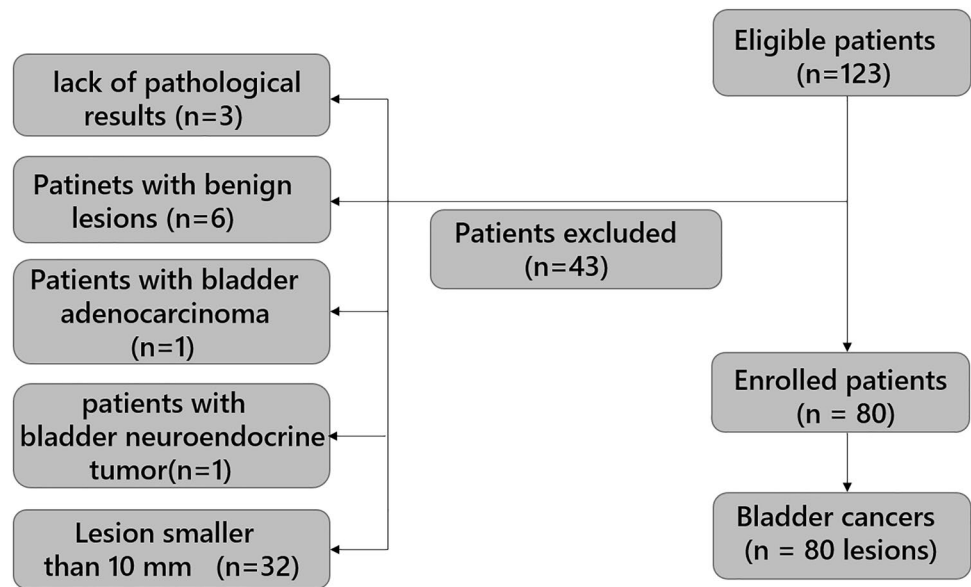 Eligible patients
(n=123)
lack of pathological
results (n=3)
Patinets with benign
lesions (n=6)
Patients excluded
(n=43)
Patients with bladder
adenocarcinoma
(n=1)
patients with
bladder neuroendocrine
tumor(n=1)
Lesion smaller
than 10 mm (n=32)
Enrolled patients
(n = 80)
Bladder cancers
(n = 80 lesions)